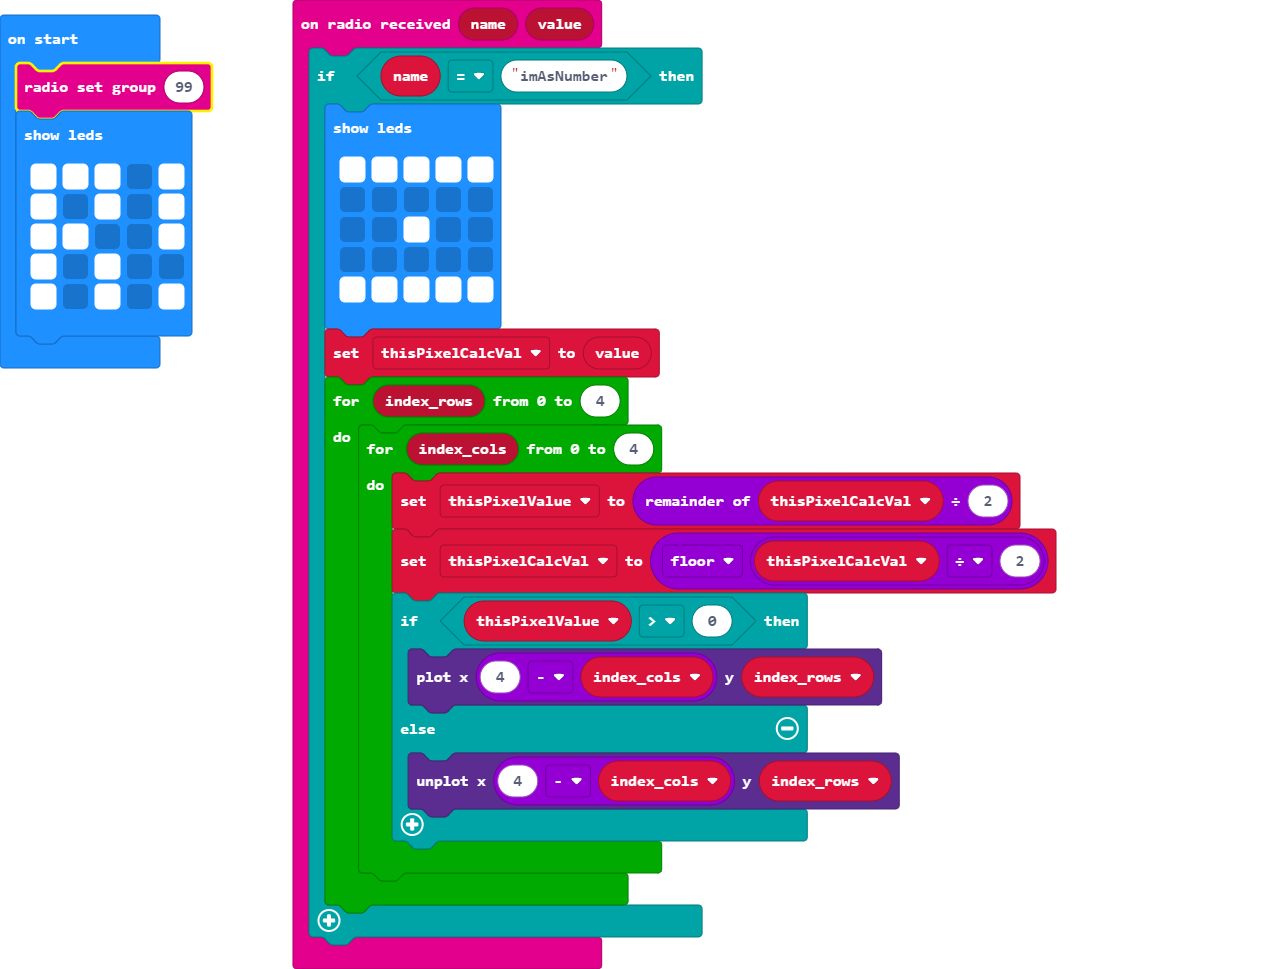 on start
radio set group 99
show leds
on radio received name value
if name = "imAsNumber" then
show leds
set thisPixelCalcVal to value
for index_rows from 0 to 4
do
for index_cols from 0 to 4
do
set thisPixelValue to remainder of thisPixelCalcVal ÷ 2
set thisPixelCalcVal to floor thisPixelCalcVal ÷ 2
if thisPixelValue > 0 then
plot x 4 - index_cols y index_rows
else
unplot x 4 - index_cols y index_rows